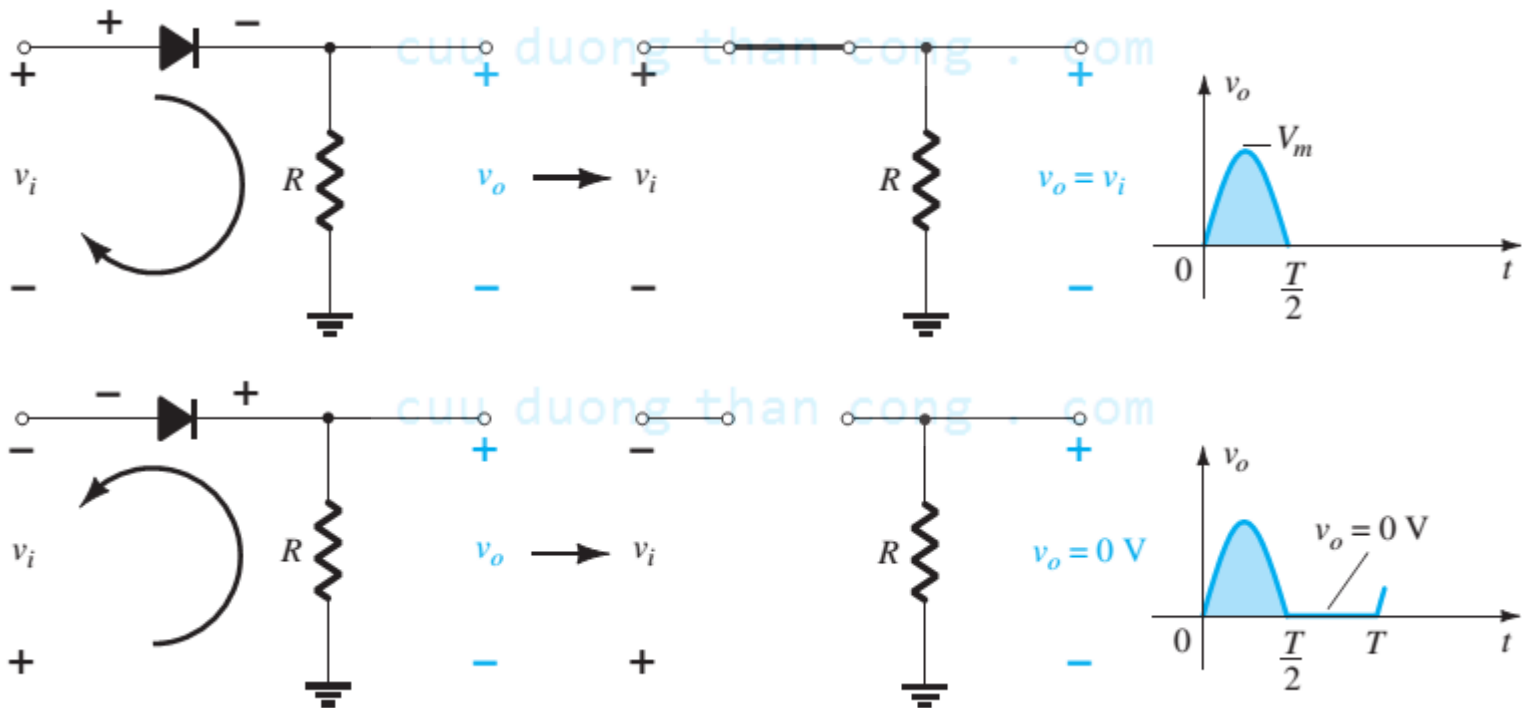 + −
cuu duong than cong . com
+ + + +
v_o
V_m
v_i R v_o v_i R v_o = v_i
0 T/2 t
− − − −
− +
cuu duong than cong . com
− + − +
v_o
v_o = 0 V
v_i R v_o v_i R v_o = 0 V
0 T/2 T t
+ − + −